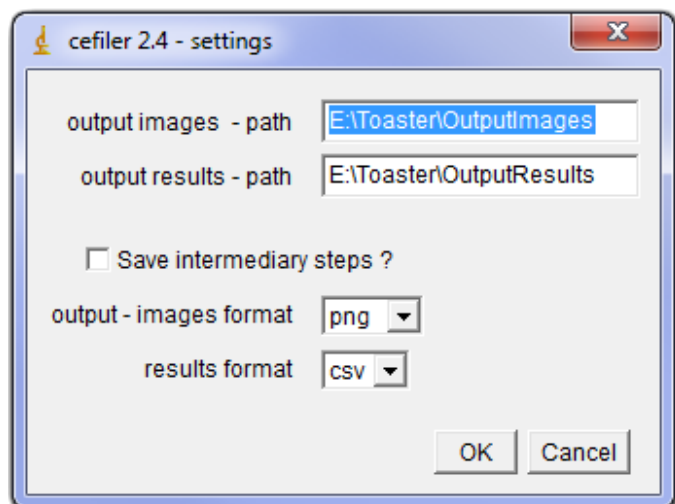 cefiler 2.4 - settings
output images - path E:\Toaster\OutputImages
output results - path E:\Toaster\OutputResults
Save intermediary steps ?
output - images format png
results format csv
OK Cancel